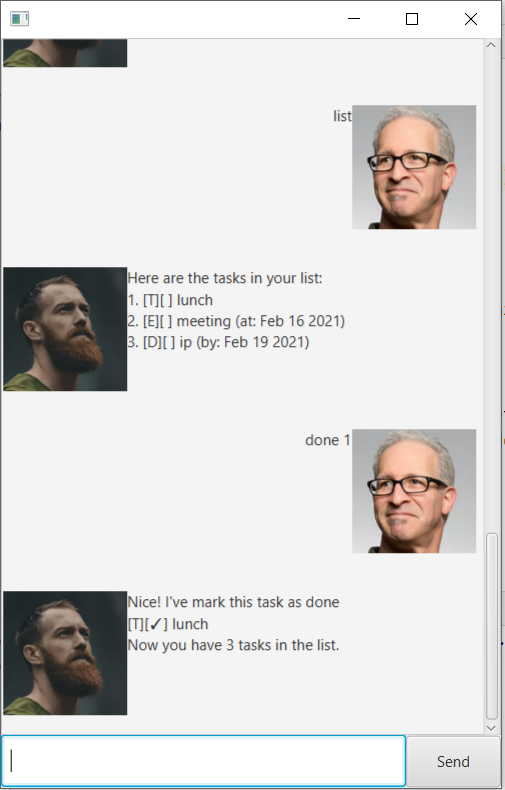 list
Here are the tasks in your list:
1. [T][ ] lunch
2. [E][ ] meeting (at: Feb 16 2021)
3. [D][ ] ip (by: Feb 19 2021)
done 1
Nice! I've mark this task as done
[T][✓] lunch
Now you have 3 tasks in the list.
Send